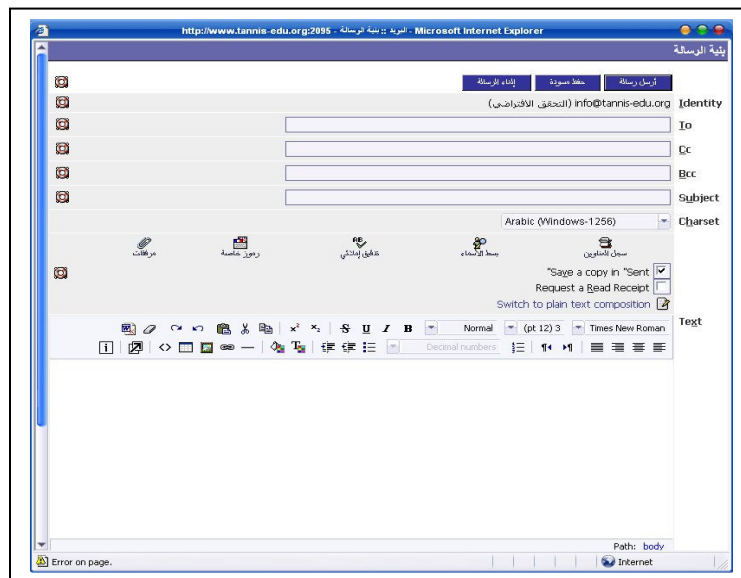 http://www.tannis-edu.org:2095 - البريد :: بنية الرسالة - Microsoft Internet Explorer
بنية الرسالة
أرسل رسالة حفظ مسودة إلغاء الرسالة
Identity info@tannis-edu.org (التحقق الافتراضي)
To
Cc
Bcc
Subject
Charset Arabic (Windows-1256)
سجل العناوين بسط الأسماء تدقيق إملائي رموز خاصة مرفقات
Save a copy in "Sent"
Request a Read Receipt
Switch to plain text composition
Text Times New Roman 3 (12 pt) Normal B I U S x₂ x²
Decimal numbers
Path: body
Error on page. Internet